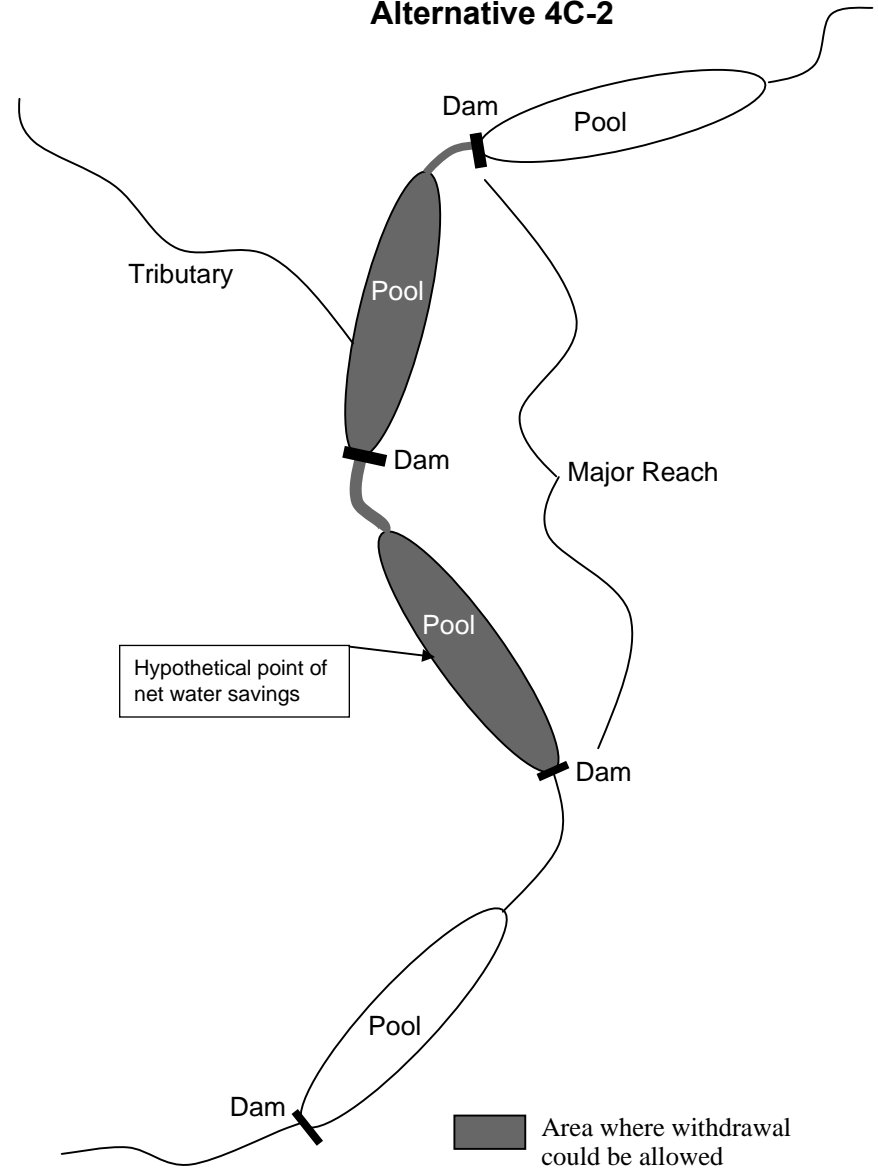 Alternative 4C-2
Dam
Pool
Tributary
Pool
Dam
Major Reach
Pool
Hypothetical point of
net water savings
Dam
Pool
Dam
Area where withdrawal
could be allowed